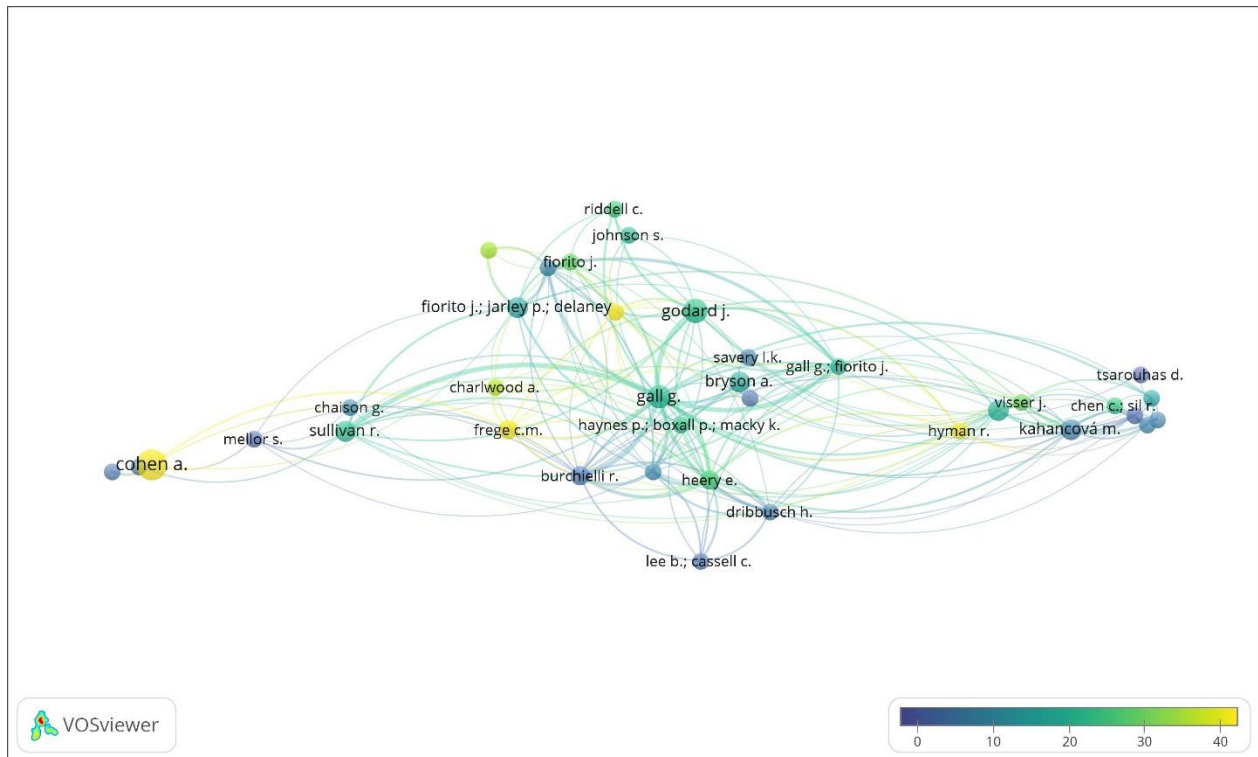 riddell c.
johnson s.
fiorito j.
fiorito j.; jarley p.; delaney
godard j.
savery l.k.
gall g.; fiorito j.
bryson a.
tsarouhas d.
charlwood a.
gall g.
chaison g.
visser j.
chen c.; sil r.
sullivan r.
frege c.m.
haynes p.; boxall p.; macky k.
hyman r.
kahancová m.
mellor s.
cohen a.
burchielli r.
heery e.
dribbusch h.
lee b.; cassell c.
VOSviewer
0 10 20 30 40